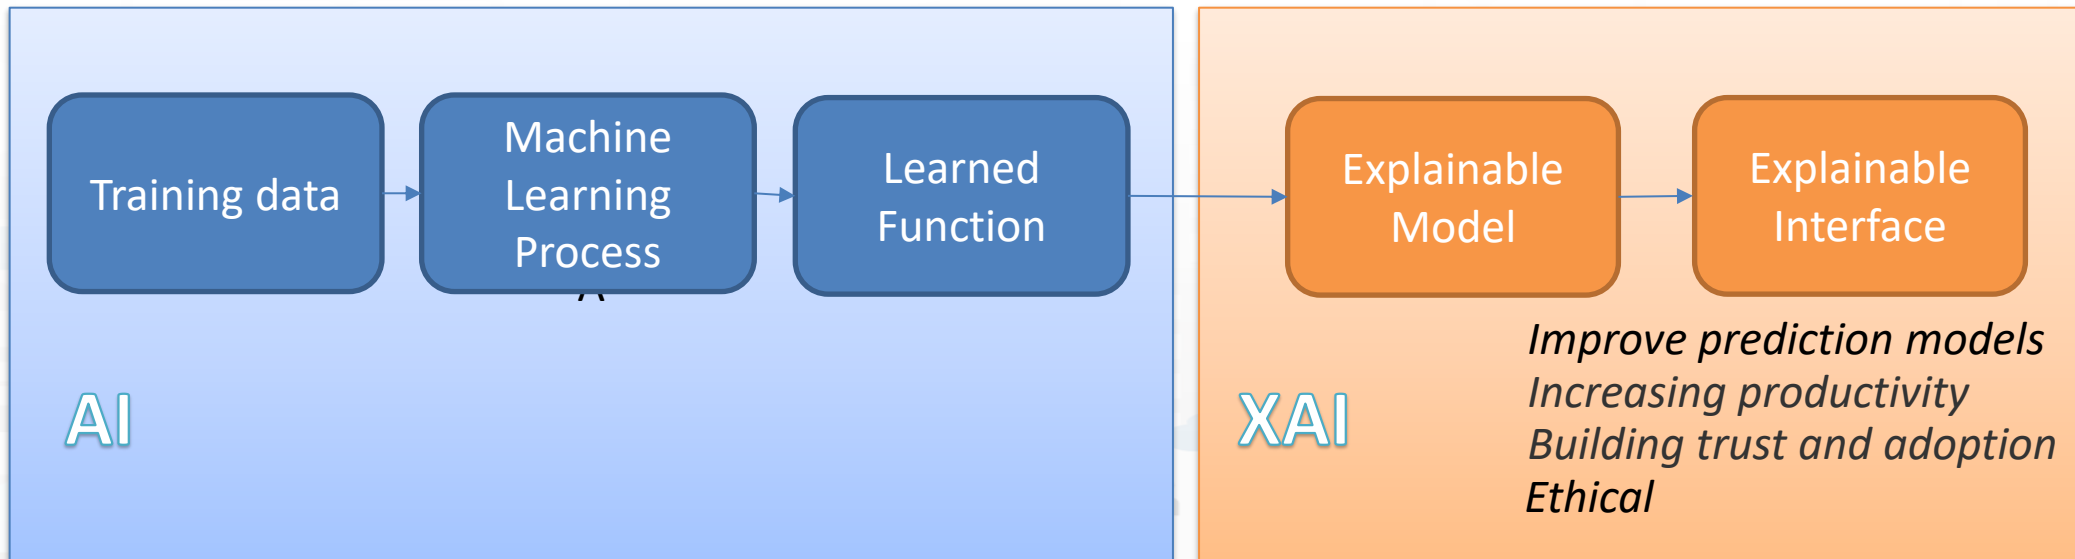 Training data
Machine
Learning
Process
Learned
Function
Explainable
Model
Explainable
Interface
AI
XAI
Improve prediction models
Increasing productivity
Building trust and adoption
Ethical